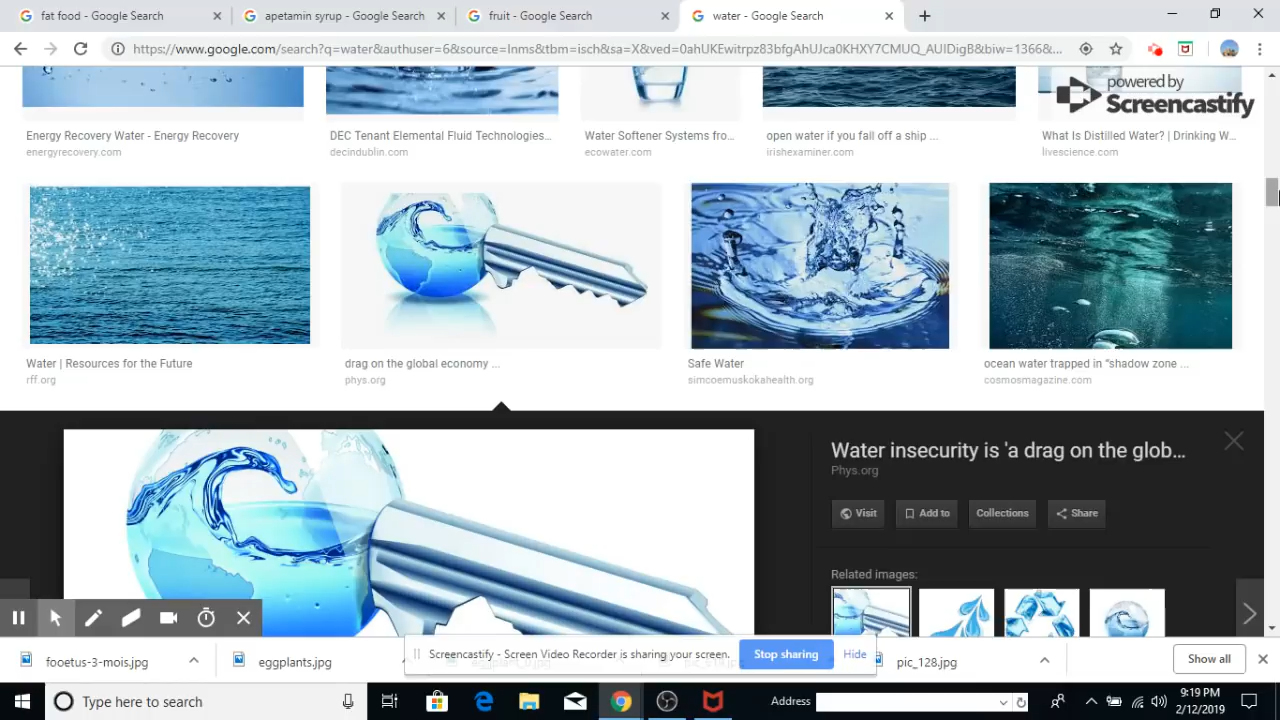 fat food - Google Search
apetamin syrup - Google Search
fruit - Google Search
water - Google Search
https://www.google.com/search?q=water&authuser=6&source=lnms&tbm=isch&sa=X&ved=0ahUKEwitrpz83bfgAhUJca0KHXY7CMUQ_AUIDigB&biw=1366&...
powered by
Screencastify
Energy Recovery Water - Energy Recovery
energyrecovery.com
DEC Tenant Elemental Fluid Technologies...
decindublin.com
Water Softener Systems fro...
ecowater.com
open water if you fall off a ship ...
irishexaminer.com
What Is Distilled Water? | Drinking W...
livescience.com
Water | Resources for the Future
rff.org
drag on the global economy ...
phys.org
Safe Water
simcoemuskokahealth.org
ocean water trapped in "shadow zone ...
cosmosmagazine.com
Water insecurity is 'a drag on the glob...
Phys.org
Visit
Add to
Collections
Share
Related images:
fooetus-3-mois.jpg
eggplants.jpg
Screencastify - Screen Video Recorder is sharing your screen.
Stop sharing
Hide
pic_128.jpg
Show all
Type here to search
Address
9:19 PM
2/12/2019